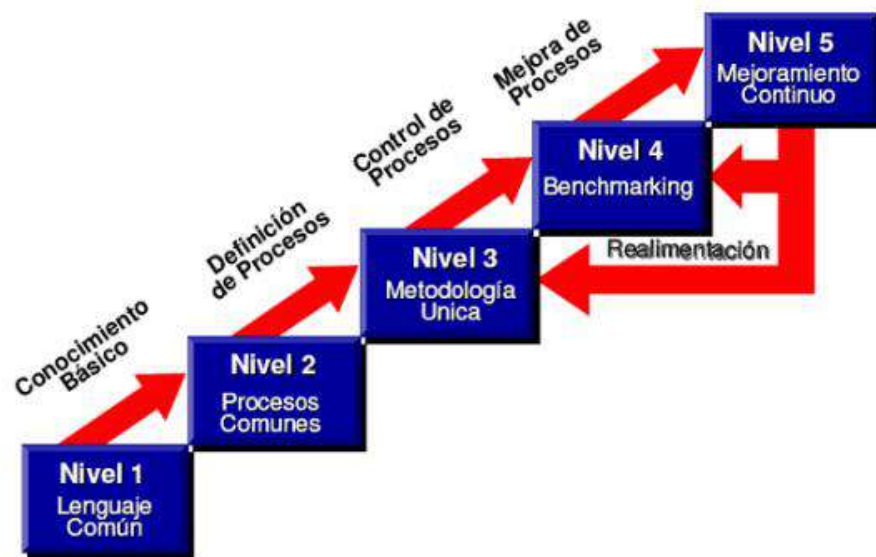 Nivel 5
Mejoramiento
Continuo
Mejora de
Procesos
Nivel 4
Benchmarking
Control de
Procesos
Realimentación
Nivel 3
Metodología
Unica
Definición
de Procesos
Nivel 2
Procesos
Comunes
Conocimiento
Básico
Nivel 1
Lenguaje
Común